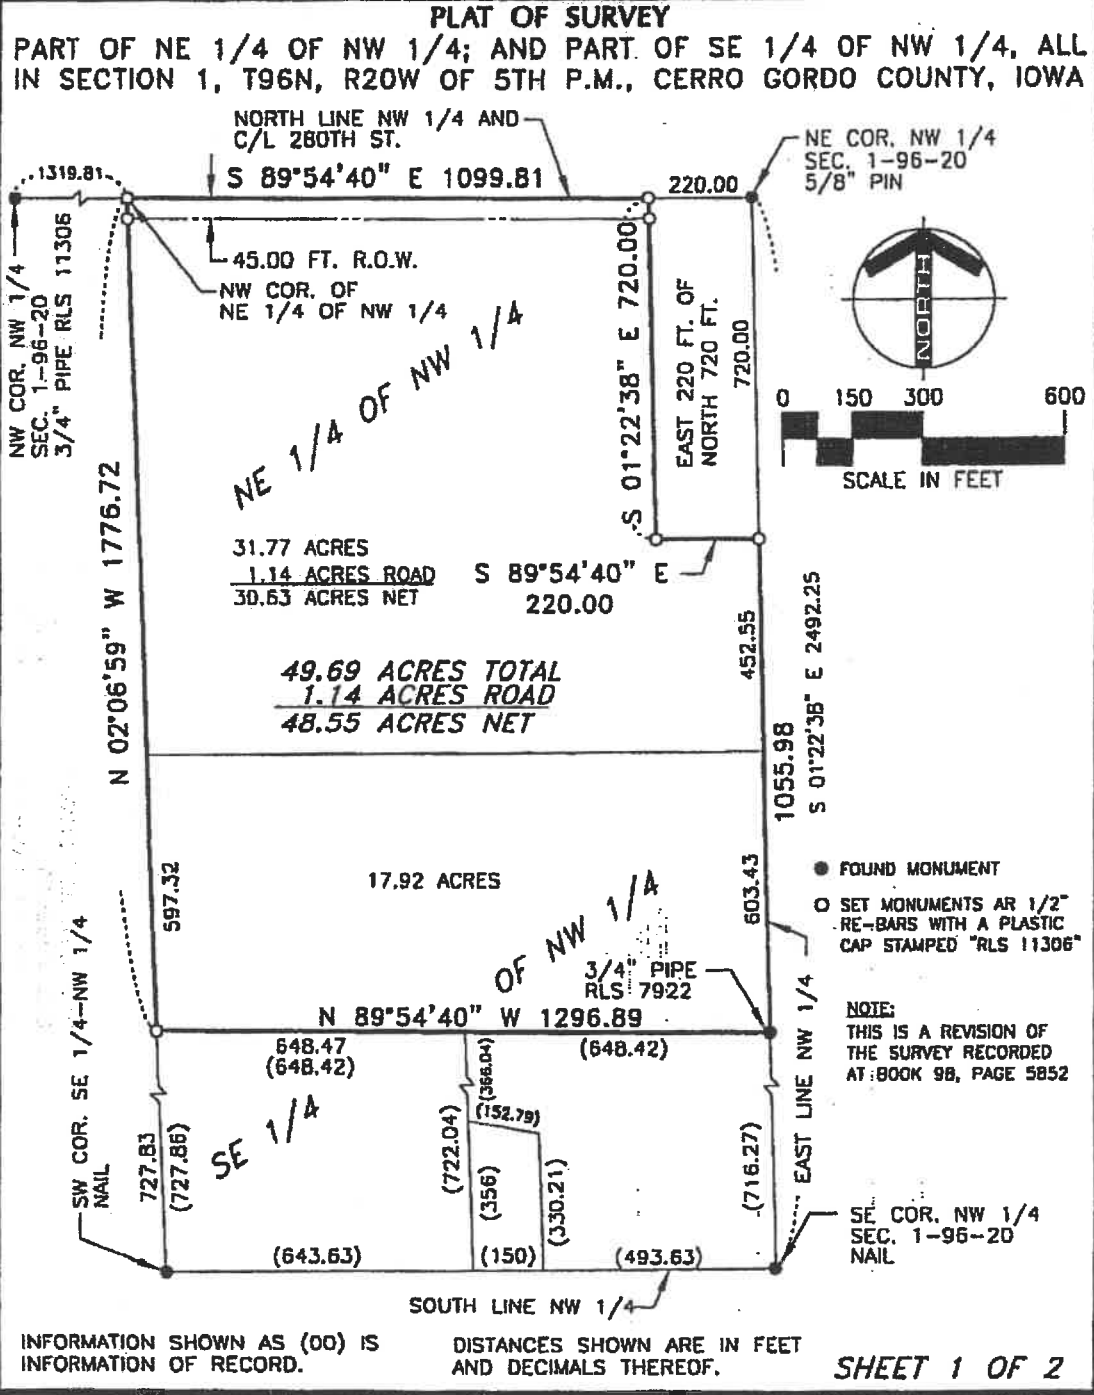 PLAT OF SURVEY
PART OF NE 1/4 OF NW 1/4; AND PART OF SE 1/4 OF NW 1/4, ALL
IN SECTION 1, T96N, R20W OF 5TH P.M., CERRO GORDO COUNTY, IOWA
NORTH LINE NW 1/4 AND
C/L 280TH ST.
NE COR. NW 1/4
SEC. 1-96-20
5/8" PIN
1319.81
S 89°54'40" E 1099.81
220.00
45.00 FT. R.O.W.
NW COR. OF
NE 1/4 OF NW 1/4
NW COR. NW 1/4
SEC. 1-96-20
3/4" PIPE RLS 11306
S 01°22'38" E 720.00
EAST 220 FT. OF
NORTH 720 FT.
720.00
NORTH
0 150 300 600
SCALE IN FEET
NE 1/4 OF NW 1/4
N 02°06'59" W 1776.72
31.77 ACRES
1.14 ACRES ROAD
30.63 ACRES NET
S 89°54'40" E
220.00
49.69 ACRES TOTAL
1.14 ACRES ROAD
48.55 ACRES NET
452.55
1055.98
S 01°22'38" E 2492.25
597.32
17.92 ACRES
603.43
FOUND MONUMENT
SET MONUMENTS AR 1/2"
RE-BARS WITH A PLASTIC
CAP STAMPED "RLS 11306"
SE 1/4 OF NW 1/4
3/4" PIPE
RLS 7922
N 89°54'40" W 1296.89
648.47
(648.42)
(648.42)
NOTE:
THIS IS A REVISION OF
THE SURVEY RECORDED
AT BOOK 98, PAGE 5852
EAST LINE NW 1/4
SW COR. SE 1/4-NW 1/4
NAIL
727.83
(727.86)
(722.04)
(366.04)
(152.79)
(356)
(330.21)
(716.27)
(643.63)
(150)
(493.63)
SE COR. NW 1/4
SEC. 1-96-20
NAIL
SOUTH LINE NW 1/4
INFORMATION SHOWN AS (00) IS
INFORMATION OF RECORD.
DISTANCES SHOWN ARE IN FEET
AND DECIMALS THEREOF.
SHEET 1 OF 2